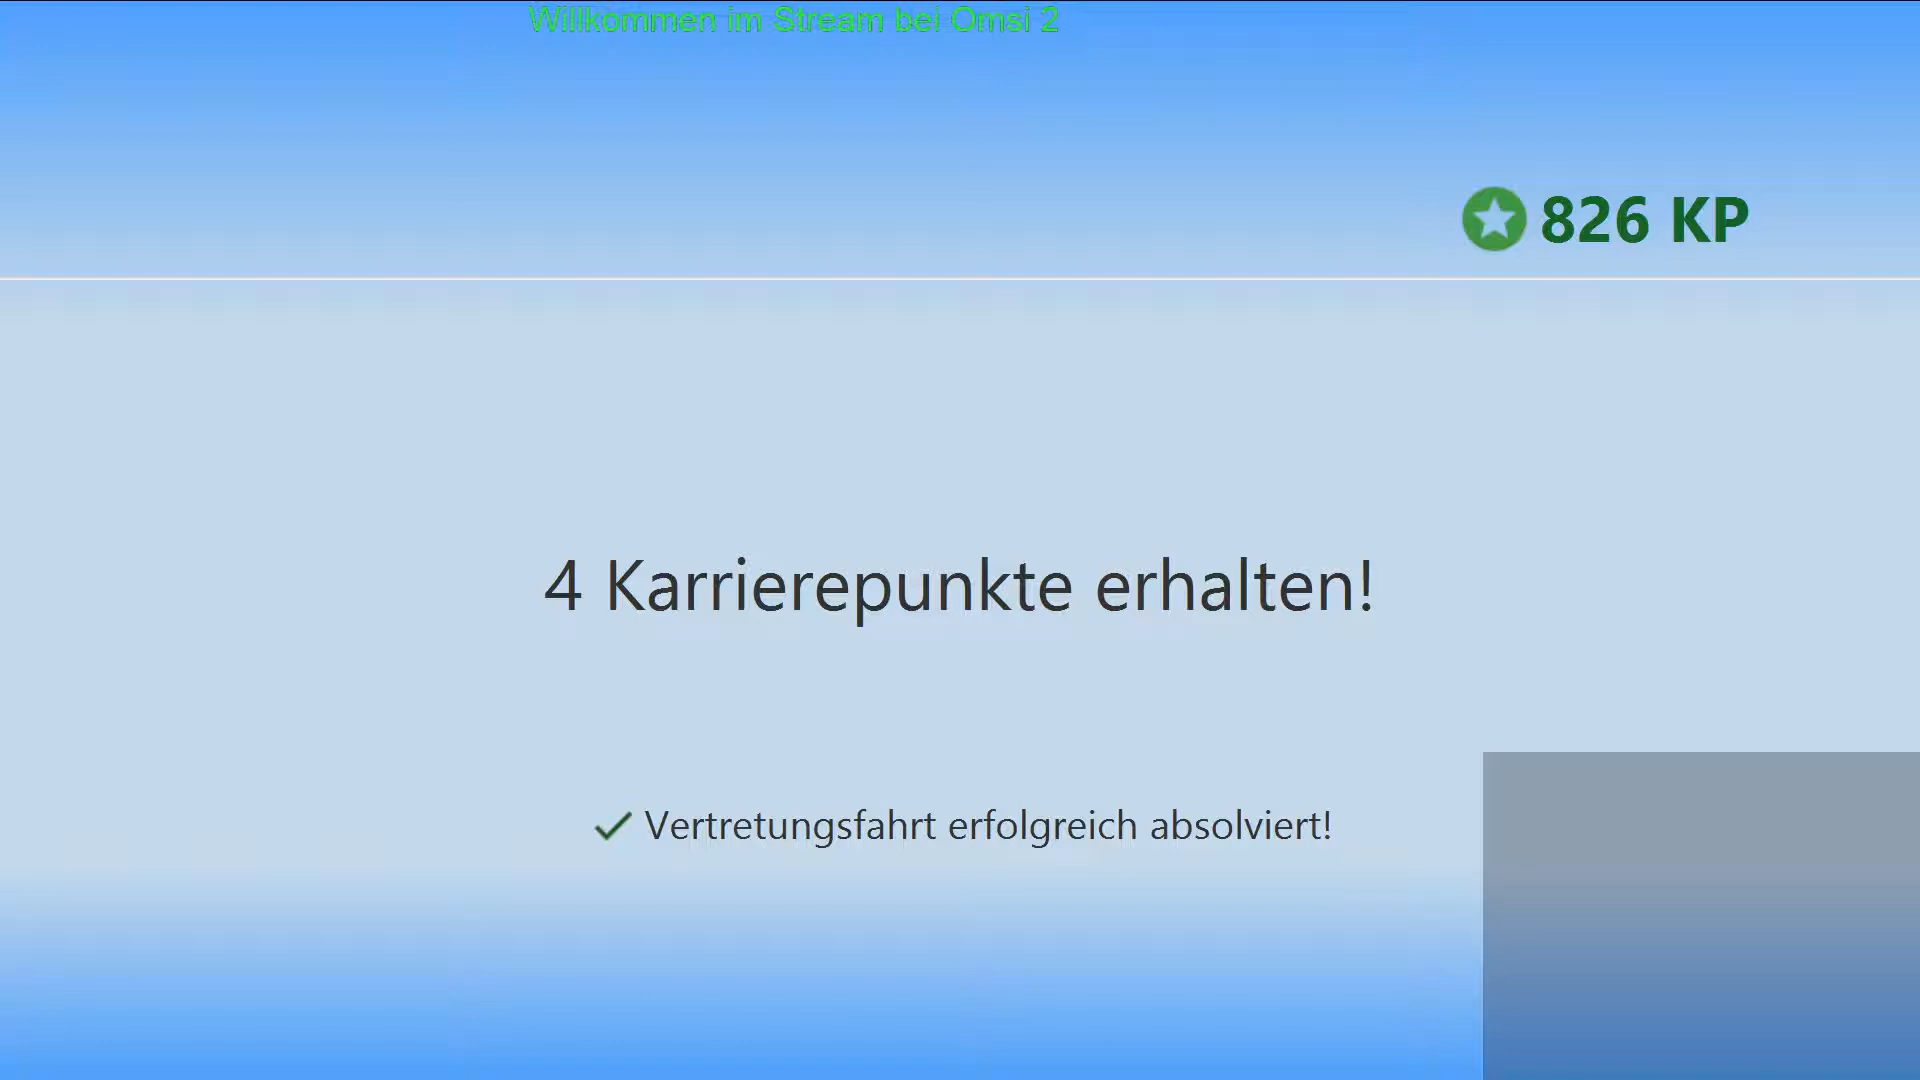 Willkommen im Stream bei Omsi 2
826 KP
4 Karrierepunkte erhalten!
Vertretungsfahrt erfolgreich absolviert!